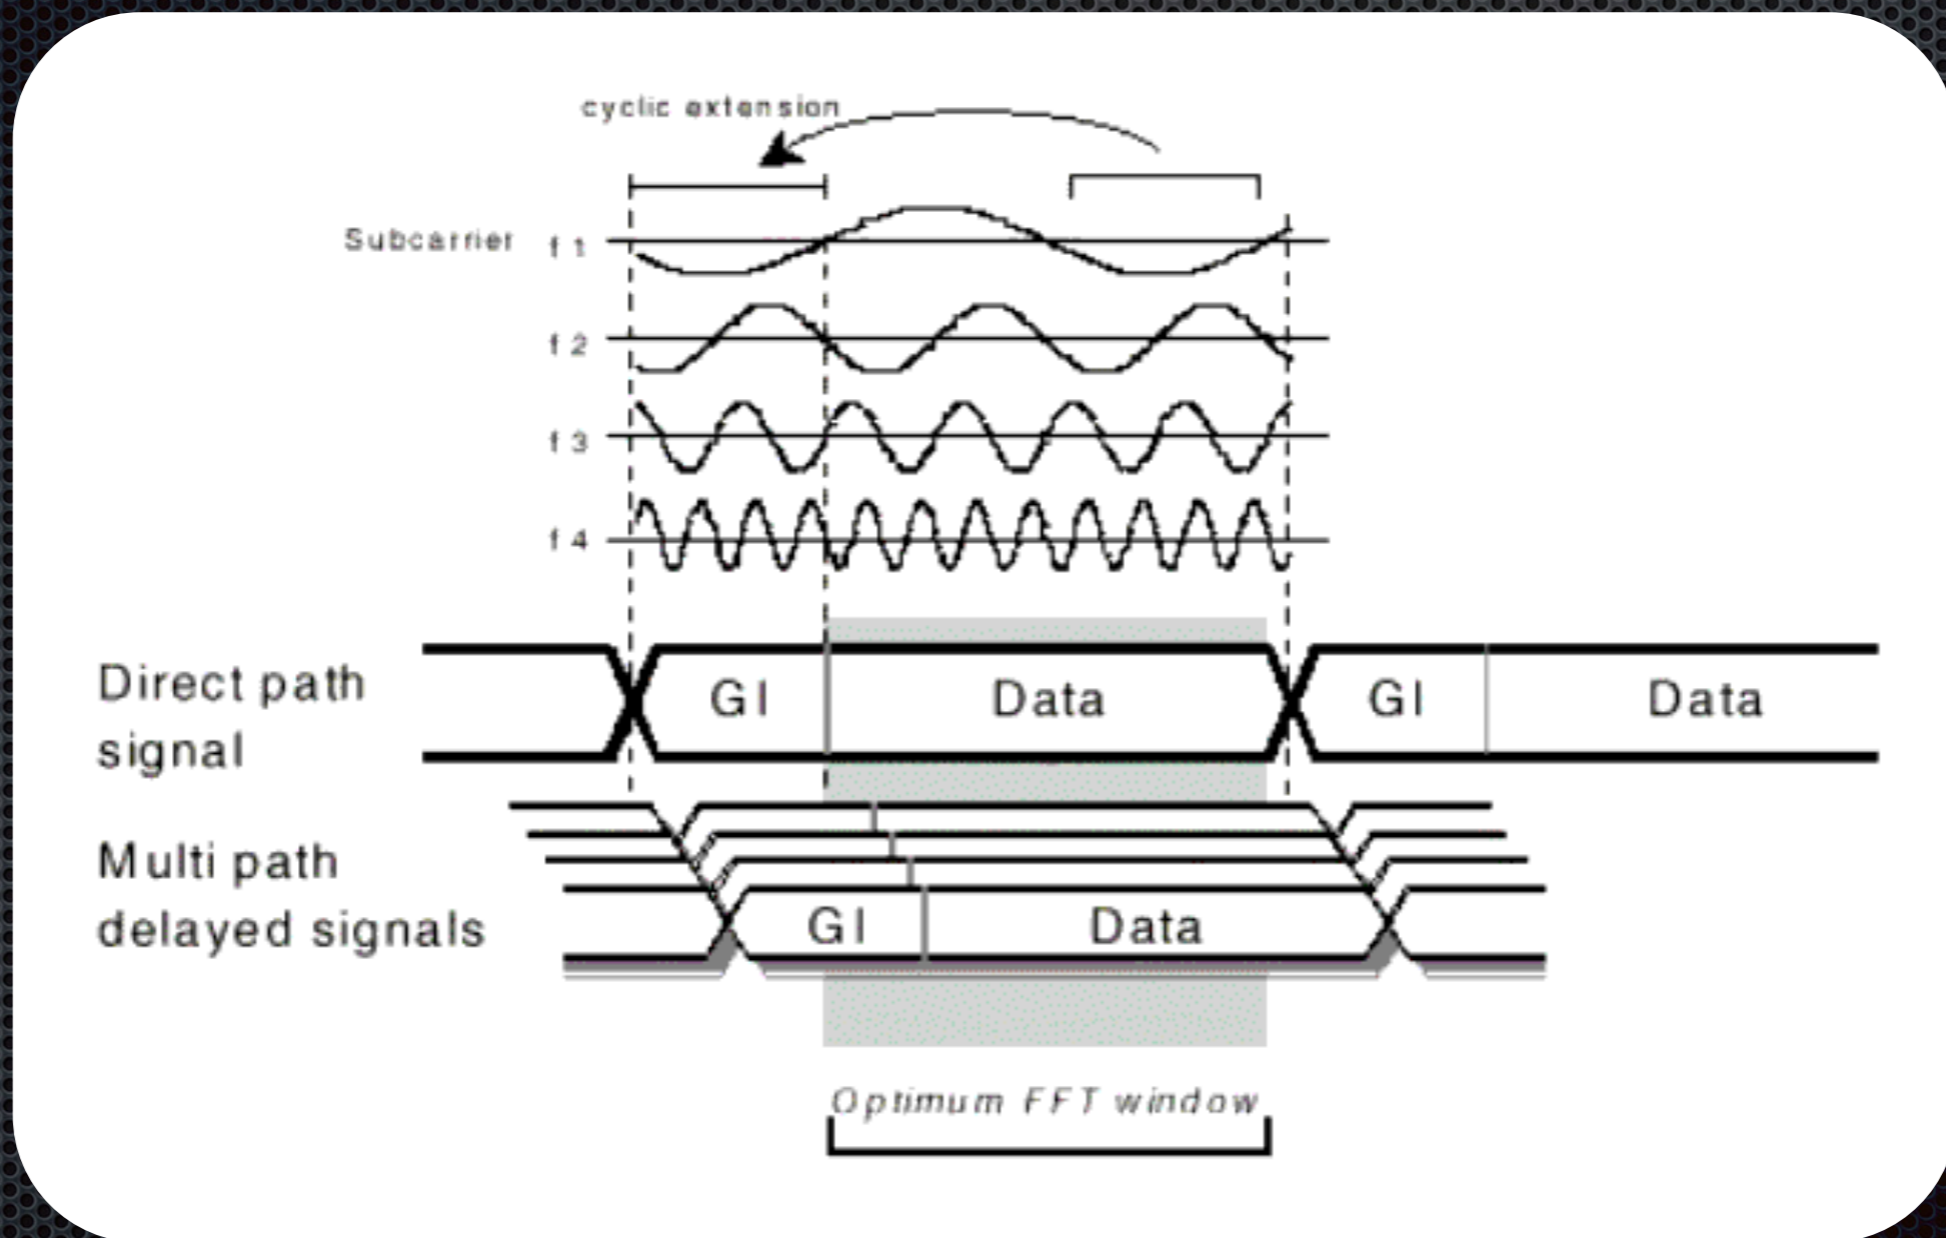 cyclic extension
Subcarrier f 1
f 2
f 3
f 4
Direct path
signal
GI
Data
GI
Data
Multi path
delayed signals
GI
Data
Optimum FFT window